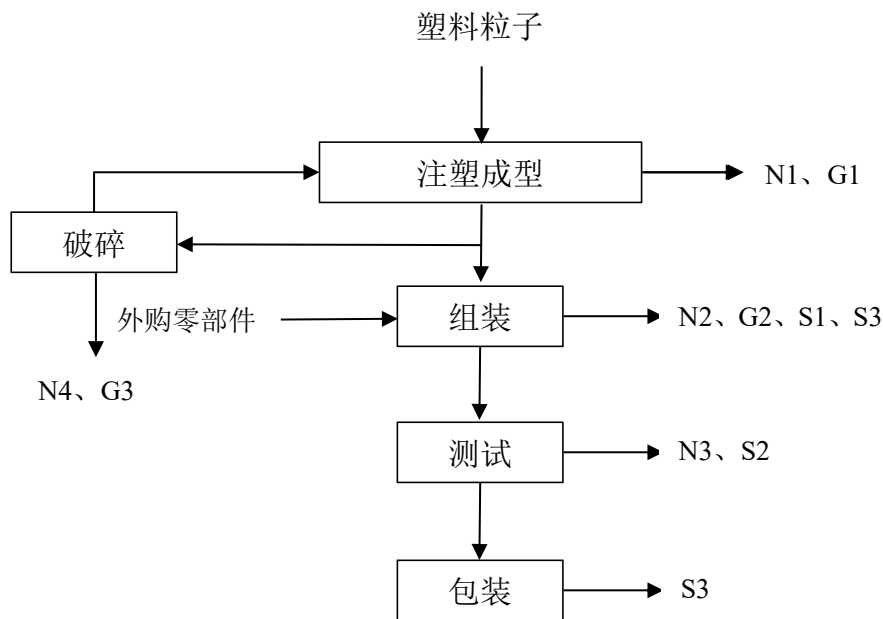 塑料粒子
注塑成型
N1、G1
破碎
外购零部件
组装
N2、G2、S1、S3
N4、G3
测试
N3、S2
包装
S3